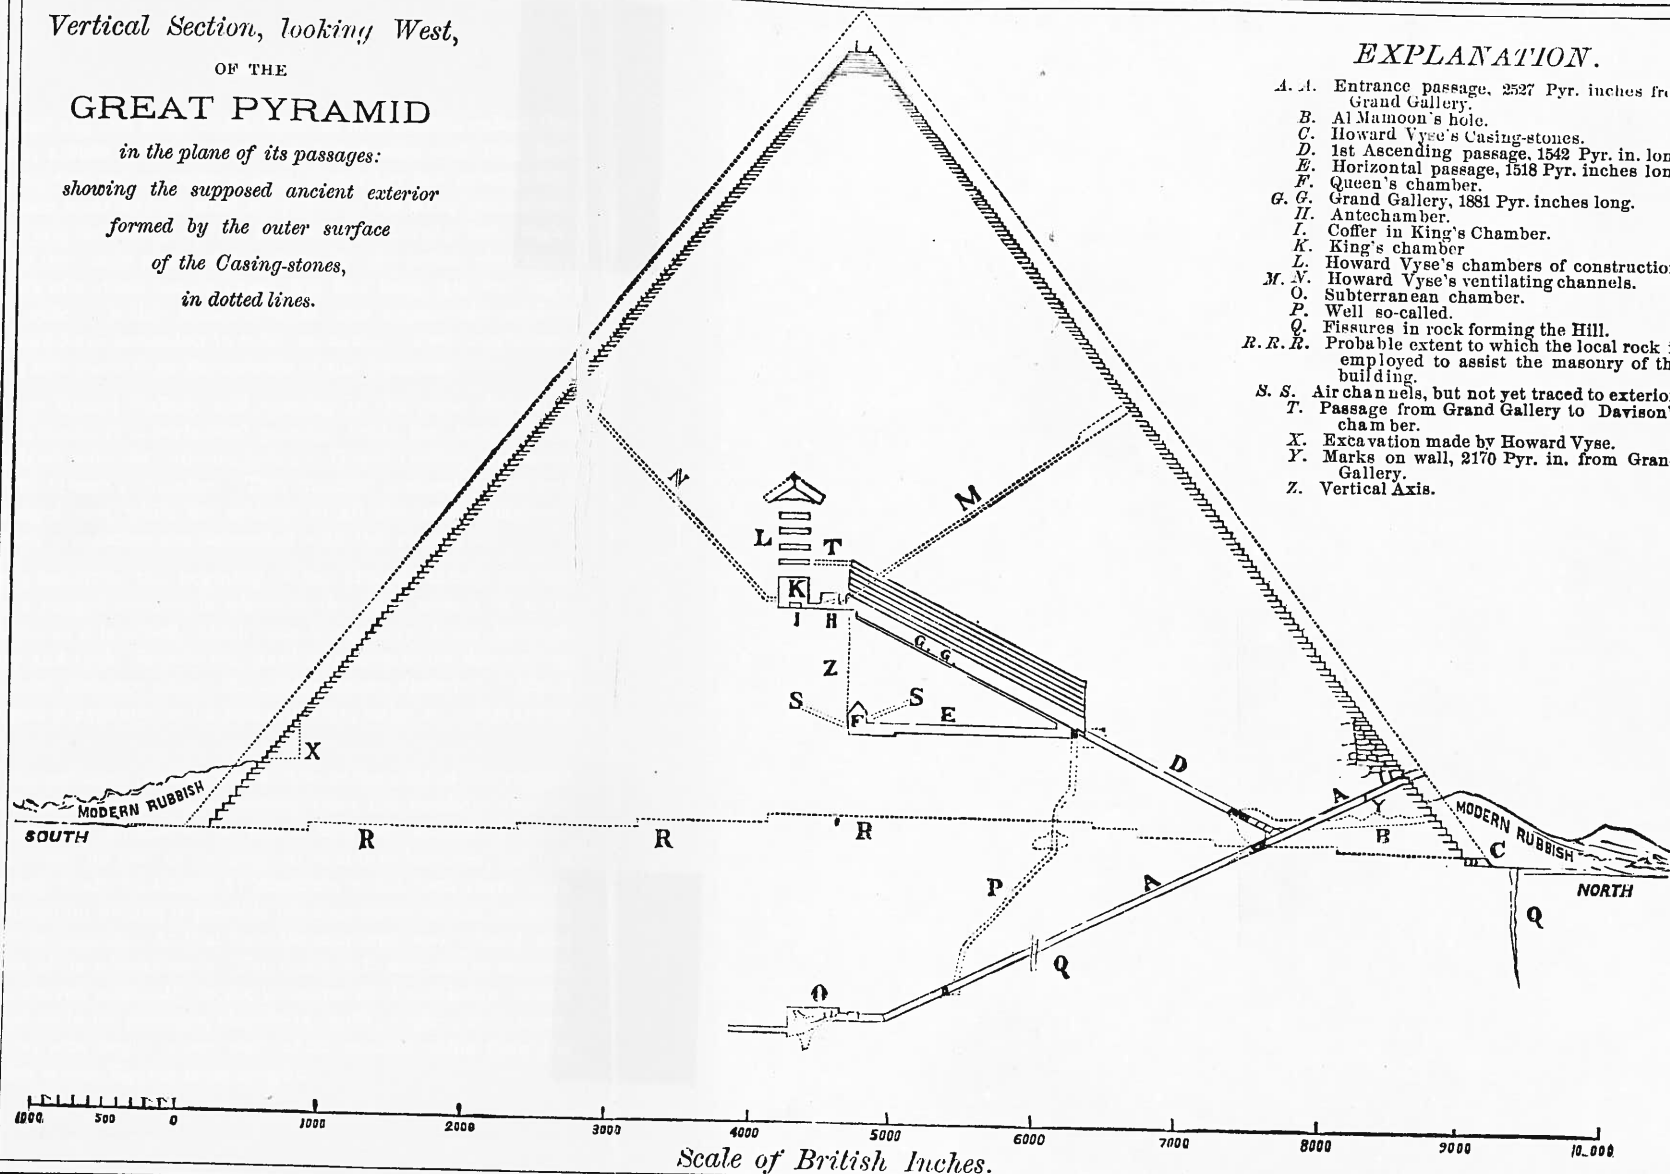 Vertical Section, looking West,
OF THE
GREAT PYRAMID
in the plane of its passages:
showing the supposed ancient exterior
formed by the outer surface
of the Casing-stones,
in dotted lines.
EXPLANATION.
A. A. Entrance passage, 2527 Pyr. inches
Grand Gallery.
B. Al Mamoon's hole.
C. Howard Vyse's Casing-stones.
D. 1st Ascending passage, 1542 Pyr. in. lon
E. Horizontal passage, 1518 Pyr. inches lon
F. Queen's chamber.
G. G. Grand Gallery, 1881 Pyr. inches long.
H. Antechamber.
I. Coffer in King's Chamber.
K. King's chamber
L. Howard Vyse's chambers of constructio
M. N. Howard Vyse's ventilating channels.
O. Subterranean chamber.
P. Well so-called.
Q. Fissures in rock forming the Hill.
R. R. R. Probable extent to which the local rock
employed to assist the masonry of th
building.
S. S. Air channels, but not yet traced to exterio
T. Passage from Grand Gallery to Davison'
chamber.
X. Excavation made by Howard Vyse.
Y. Marks on wall, 2170 Pyr. in. from Gran
Gallery.
Z. Vertical Axis.
N
M
L
T
K
I
H
G. G.
Z
S
S
F
E
X
D
A
Y
MODERN RUBBISH
MODERN RUBBISH
SOUTH
R
R
R
B
C
P
A
NORTH
Q
Q
O
1000 500 0 1000 2000 3000 4000 5000 6000 7000 8000 9000 10,000
Scale of British Inches.